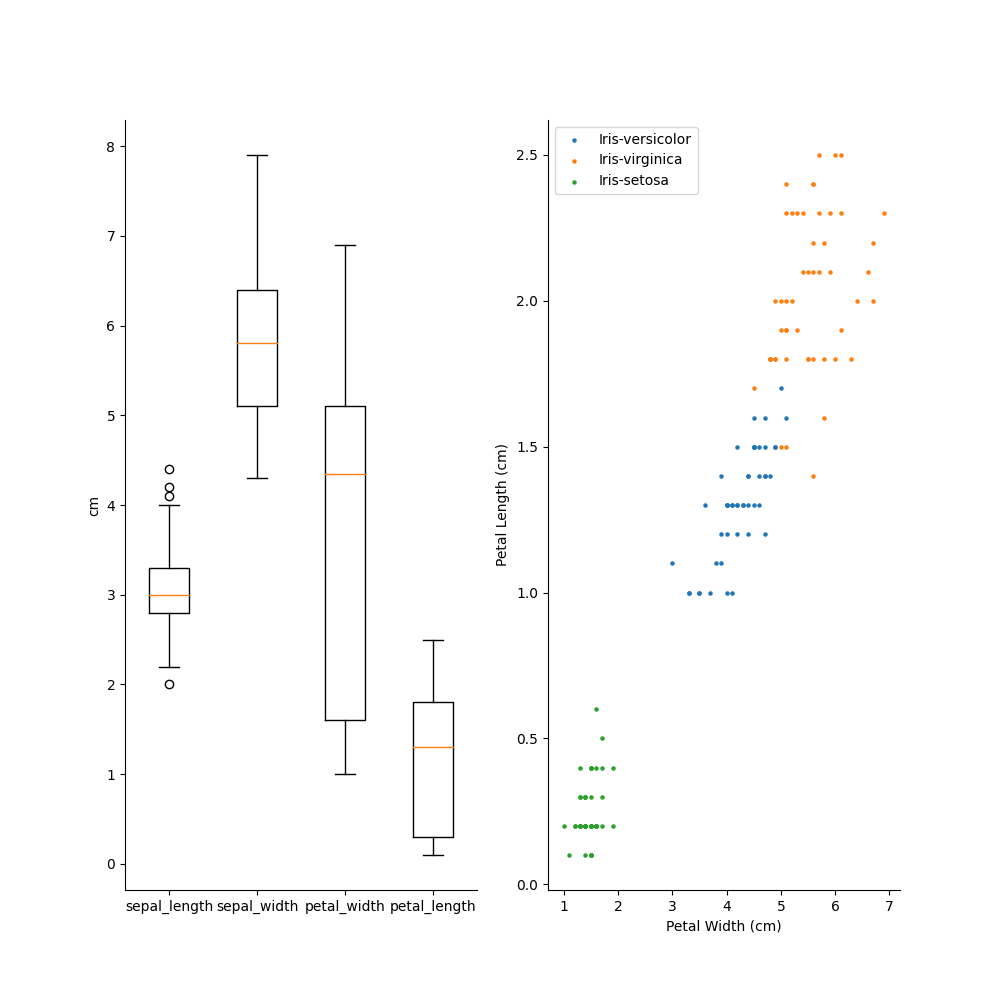 cm
8
7
6
5
4
3
2
1
0
sepal_length sepal_width petal_width petal_length
Iris-versicolor
Iris-virginica
Iris-setosa
Petal Length (cm)
2.5
2.0
1.5
1.0
0.5
0.0
1 2 3 4 5 6 7
Petal Width (cm)